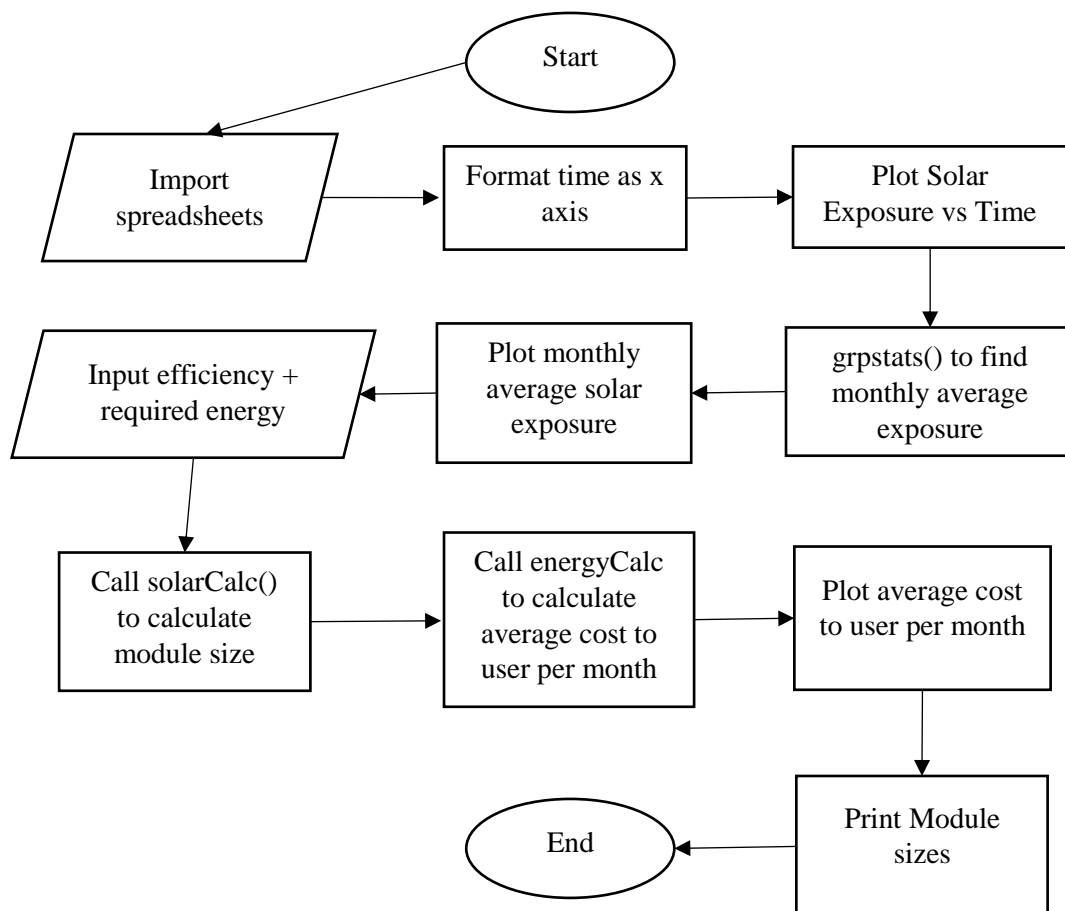 Start
Import
spreadsheets
Format time as x
axis
Plot Solar
Exposure vs Time
grpstats() to find
monthly average
exposure
Plot monthly
average solar
exposure
Input efficiency +
required energy
Call solarCalc()
to calculate
module size
Call energyCalc
to calculate
average cost to
user per month
Plot average cost
to user per month
Print Module
sizes
End